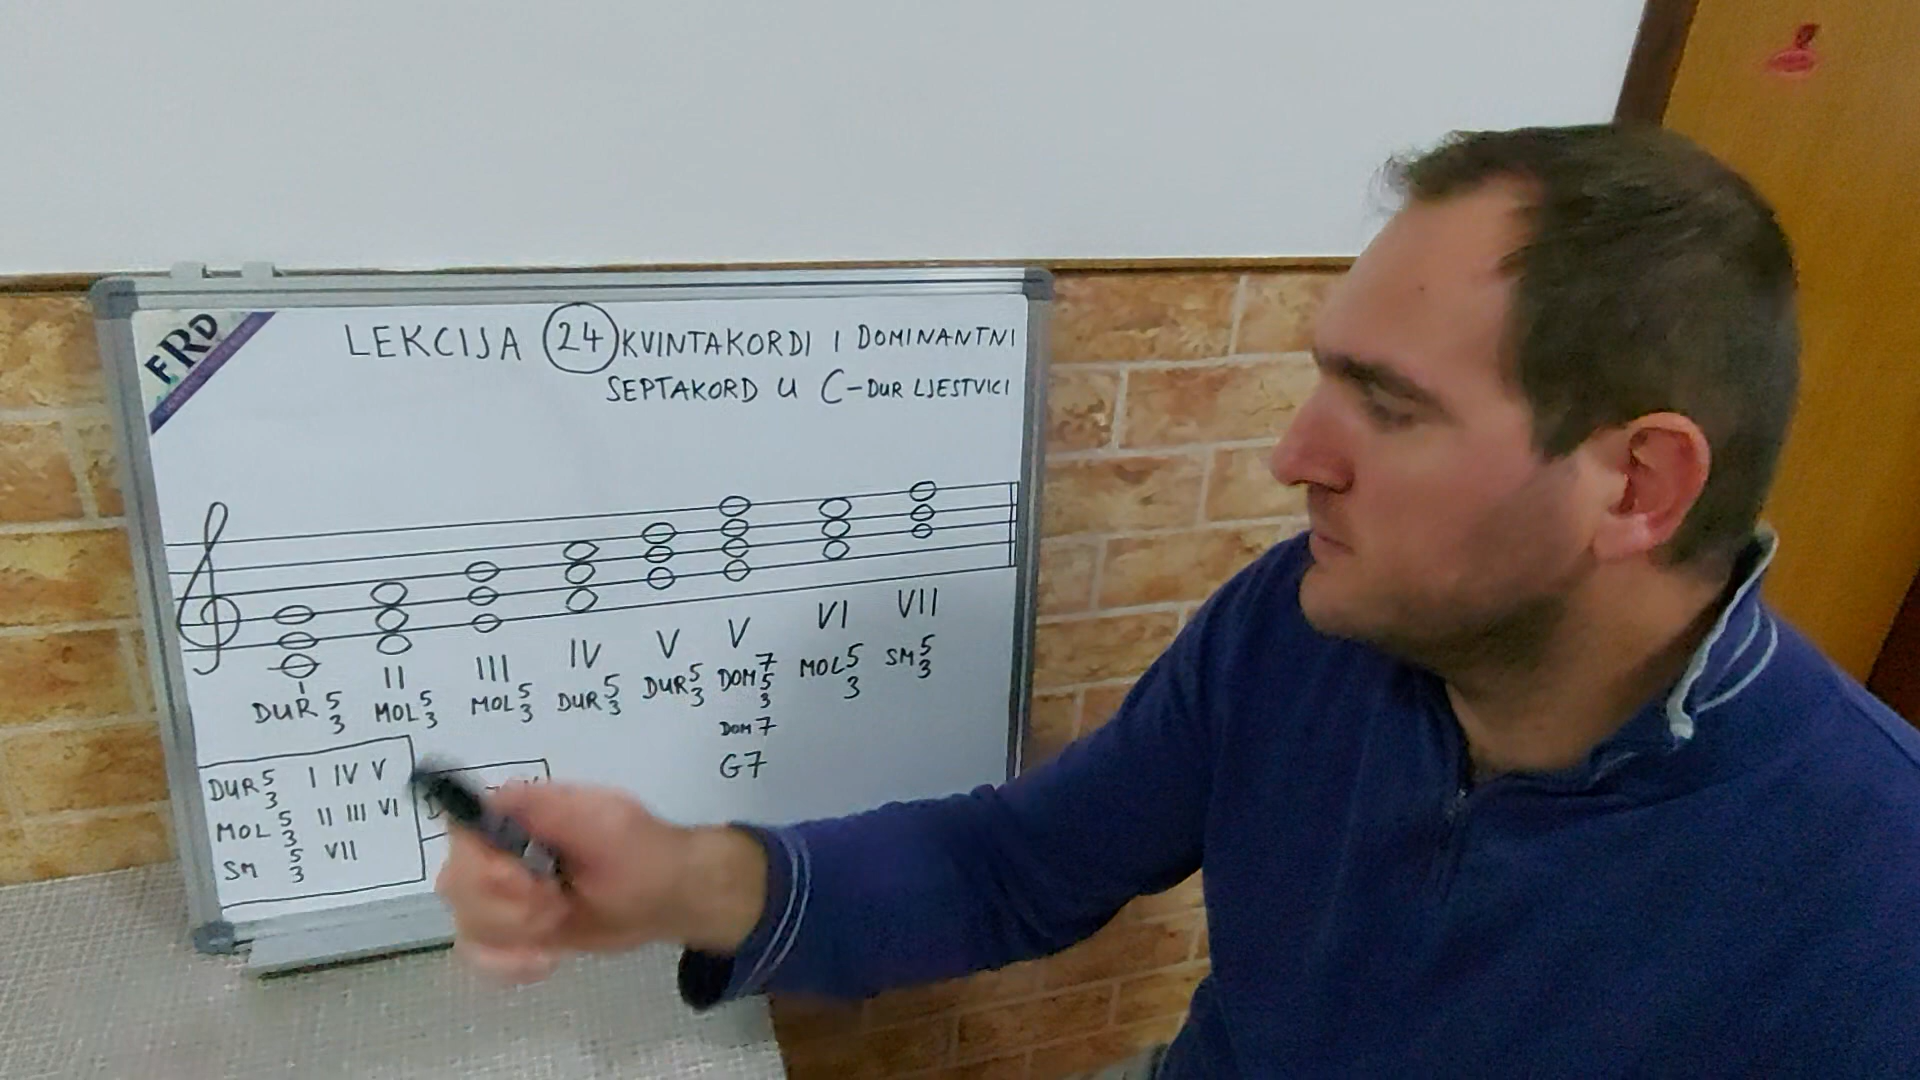 FRD
LEKCIJA 24 KVINTAKORDI I DOMINANTNI
SEPTAKORD U C-DUR LJESTVICI
I II III IV V V VI VII
DUR 5 3 MOL 5 3 MOL 5 3 DUR 5 3 DUR 5 3 DOM 7 5 3 MOL 5 3 SM 5 3
DOM 7
G7
DUR 5 3 I IV V
MOL 5 3 II III VI
SM 5 3 VII